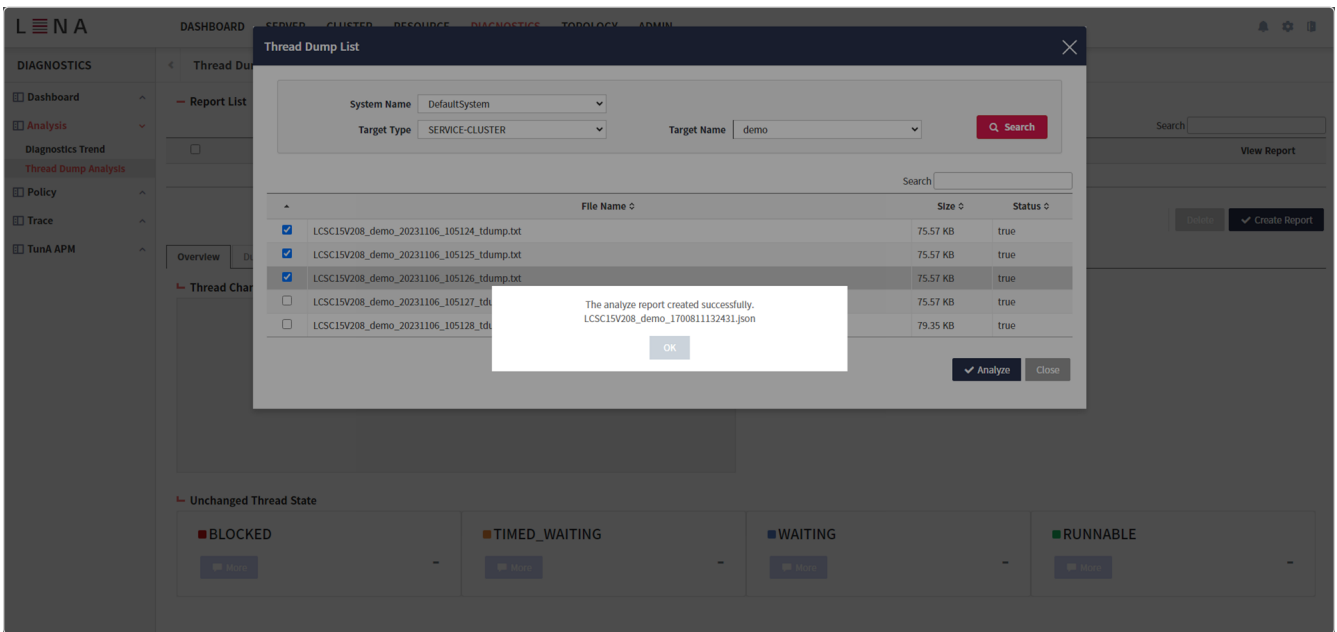 LENA
DASHBOARD SERVER CLUSTER RESOURCE DIAGNOSTICS TOPOLOGY ADMIN
DIAGNOSTICS
Dashboard
Analysis
Diagnostics Trend
Thread Dump Analysis
Policy
Trace
TunA APM
Thread Du
Report List
Search
View Report
Delete
Create Report
Overview Du
Thread Char
Thread Dump List
System Name DefaultSystem
Target Type SERVICE-CLUSTER Target Name demo Search
Search
File Name Size Status
LCSC15V208_demo_20231106_105124_tdump.txt 75.57 KB true
LCSC15V208_demo_20231106_105125_tdump.txt 75.57 KB true
LCSC15V208_demo_20231106_105126_tdump.txt 75.57 KB true
LCSC15V208_demo_20231106_105127_tdu 75.57 KB true
LCSC15V208_demo_20231106_105128_tdu 79.35 KB true
The analyze report created successfully.
LCSC15V208_demo_1700811132431.json
OK
Analyze Close
Unchanged Thread State
BLOCKED TIMED_WAITING WAITING RUNNABLE
More - More - More - More -